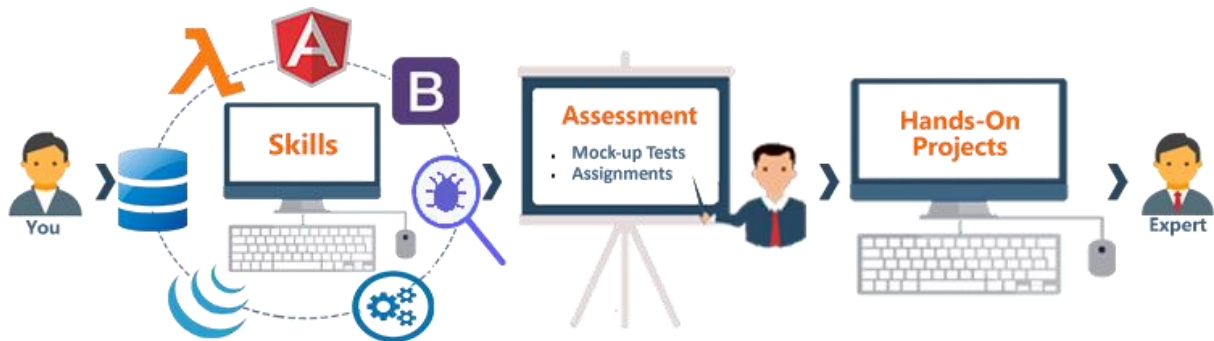 You
λ
A
B
Skills
Assessment
• Mock-up Tests
• Assignments
Hands-On
Projects
Expert